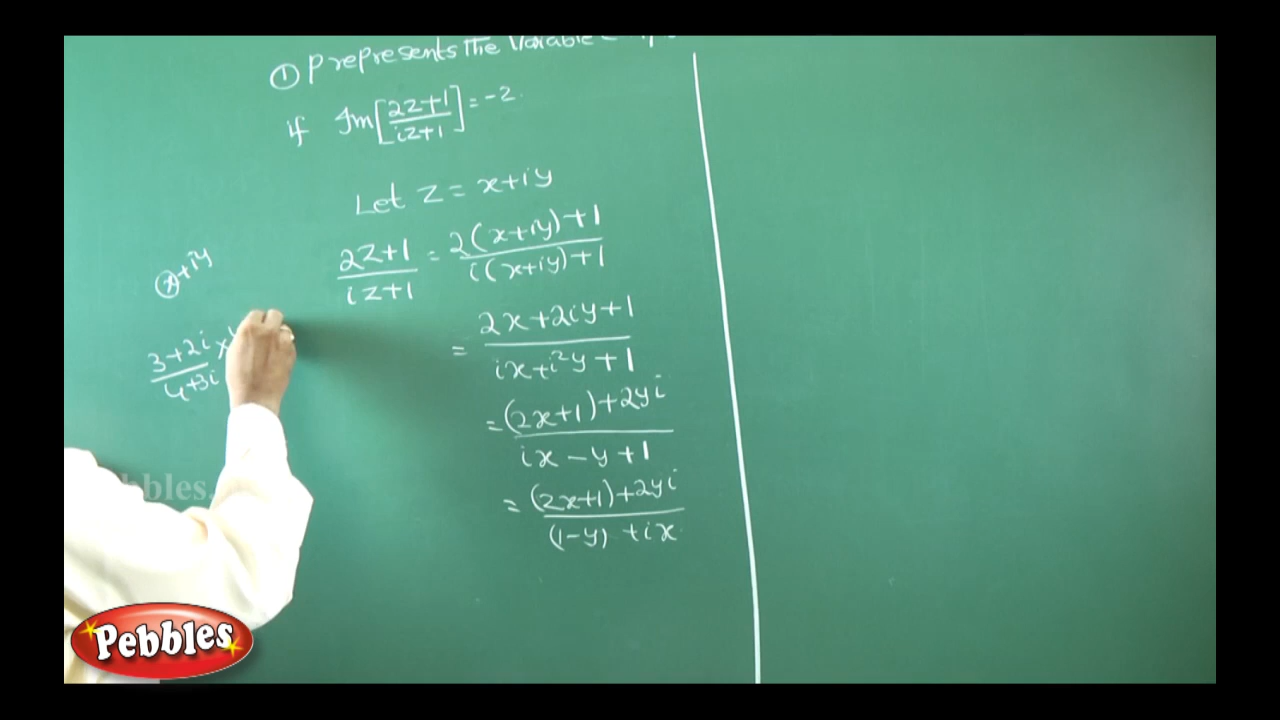 ① P represents the Variable
if Im[2z+1/iz+1] = -2.
Let z = x+iy
2z+1/iz+1 = 2(x+iy)+1/i(x+iy)+1
= 2x+2iy+1/ix+i²y+1
= (2x+1)+2yi/ix-y+1
= (2x+1)+2yi/(1-y)+ix
x+iy
3+2i/4+3i ×
Pebbles